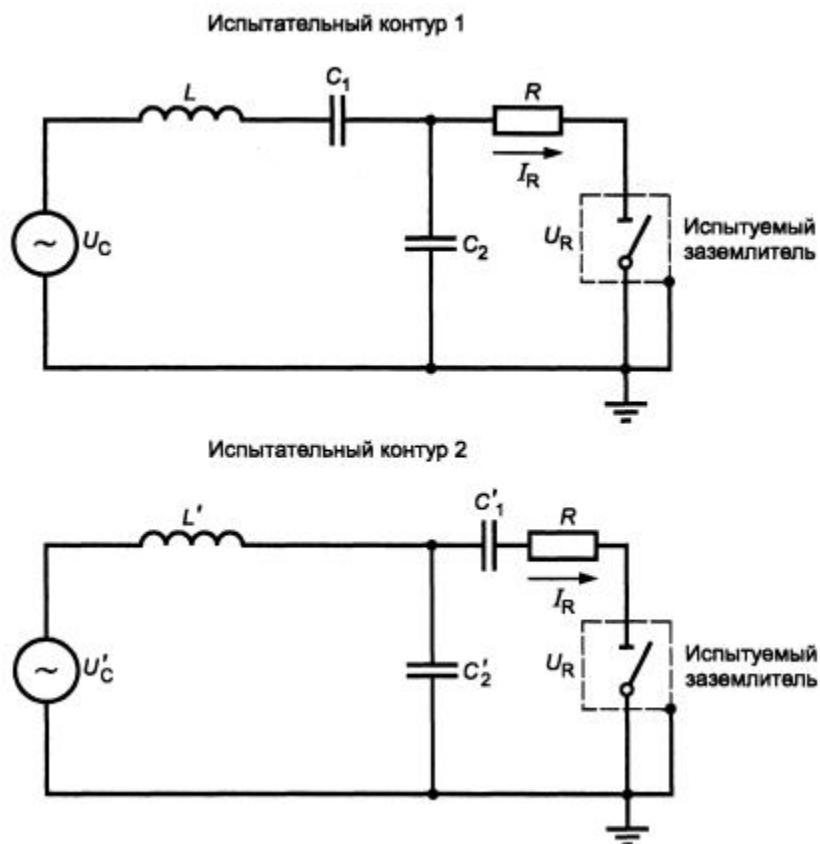 Испытательный контур 1
L
C1
R
IR
UC
C2
UR
Испытуемый
заземлитель
Испытательный контур 2
L'
C'1
R
IR
U'C
C'2
UR
Испытуемый
заземлитель